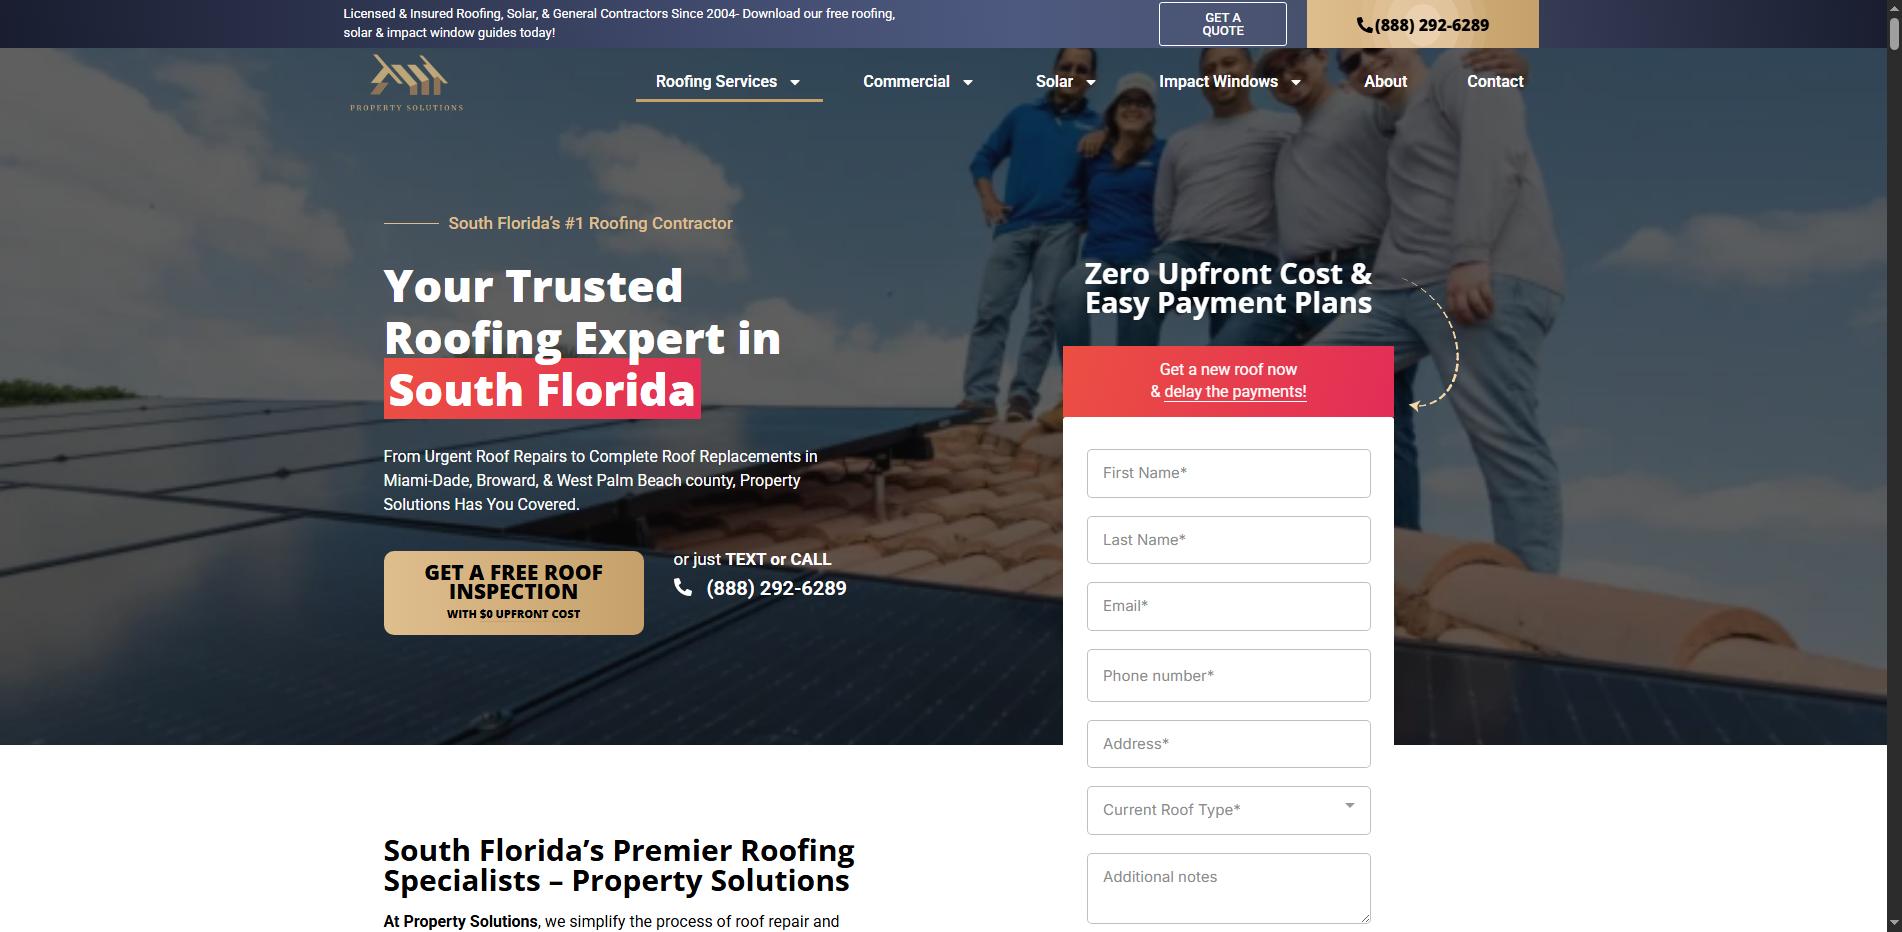 Licensed & Insured Roofing, Solar, & General Contractors Since 2004- Download our free roofing,
solar & impact window guides today!
GET A
QUOTE
(888) 292-6289
PROPERTY SOLUTIONS
Roofing Services
Commercial
Solar
Impact Windows
About
Contact
South Florida’s #1 Roofing Contractor
Your Trusted
Roofing Expert in
South Florida
From Urgent Roof Repairs to Complete Roof Replacements in
Miami-Dade, Broward, & West Palm Beach county, Property
Solutions Has You Covered.
GET A FREE ROOF
INSPECTION
WITH $0 UPFRONT COST
or just TEXT or CALL
(888) 292-6289
Zero Upfront Cost &
Easy Payment Plans
Get a new roof now
& delay the payments!
First Name*
Last Name*
Email*
Phone number*
Address*
Current Roof Type*
Additional notes
South Florida’s Premier Roofing
Specialists – Property Solutions
At Property Solutions, we simplify the process of roof repair and